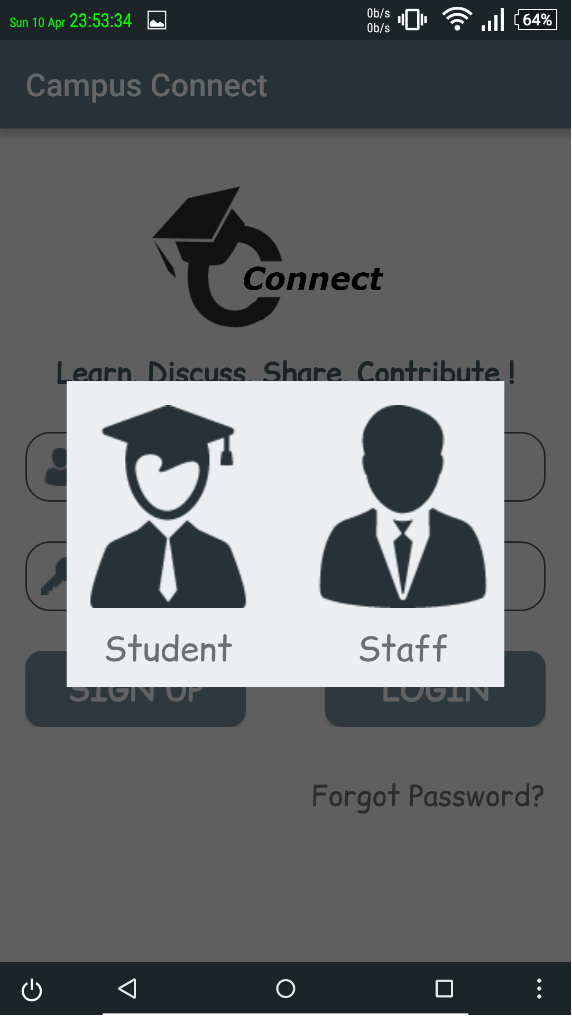 Sun 10 Apr 23:53:34
0b/s
0b/s
64%
Campus Connect
Connect
Learn. Discuss. Share. Contribute !
Student Staff
SIGN UP LOGIN
Forgot Password?